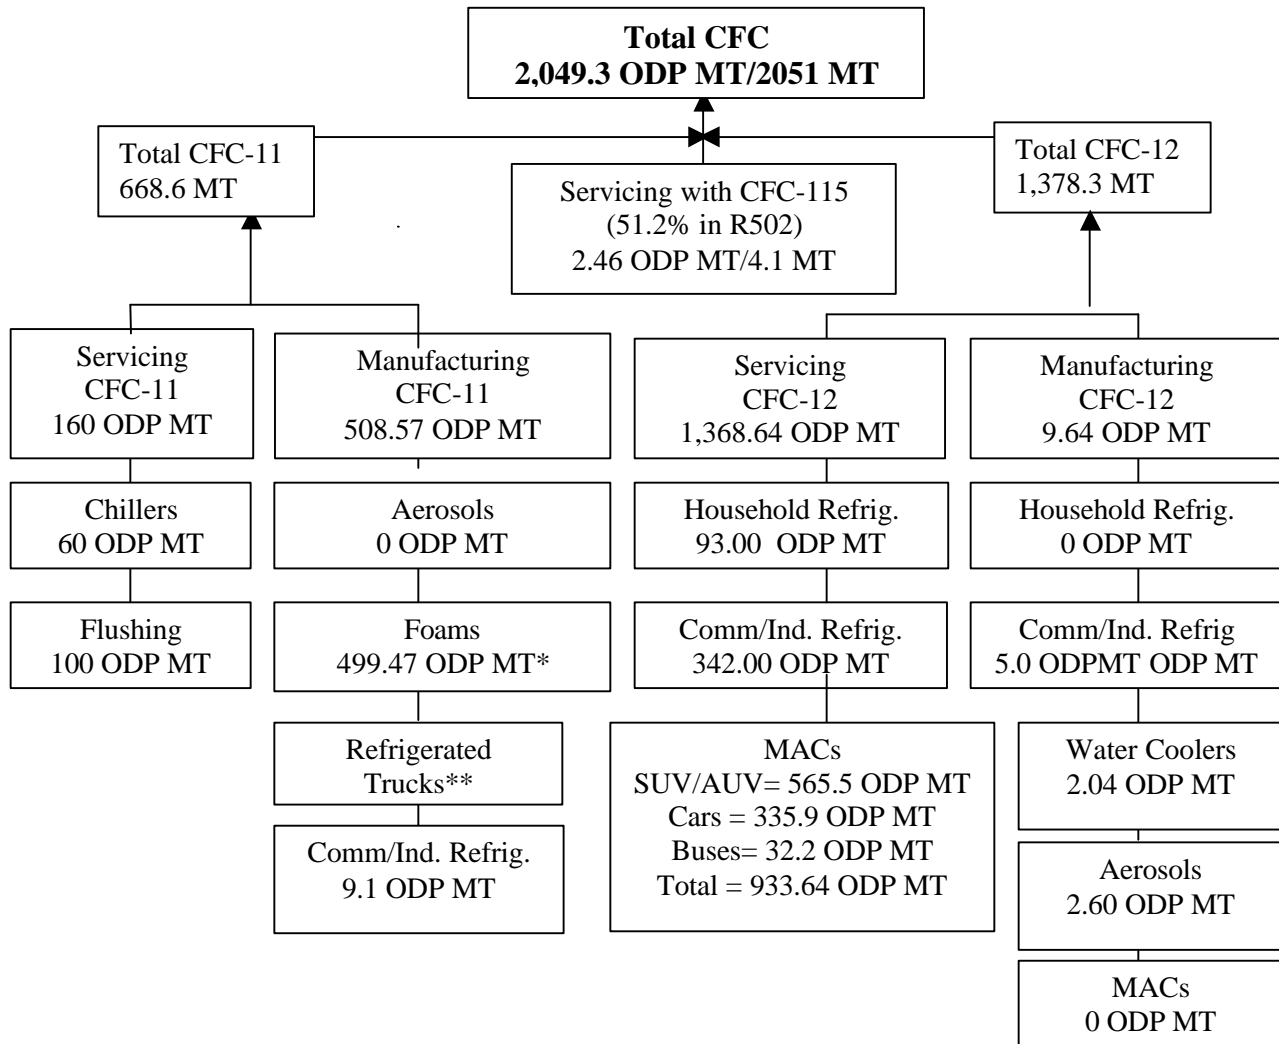 Total CFC
2,049.3 ODP MT/2051 MT
Total CFC-11
668.6 MT
Servicing with CFC-115
(51.2% in R502)
2.46 ODP MT/4.1 MT
Total CFC-12
1,378.3 MT
Servicing
CFC-11
160 ODP MT
Chillers
60 ODP MT
Flushing
100 ODP MT
Manufacturing
CFC-11
508.57 ODP MT
Aerosols
0 ODP MT
Foams
499.47 ODP MT*
Refrigerated
Trucks**
Comm/Ind. Refrig.
9.1 ODP MT
Servicing
CFC-12
1,368.64 ODP MT
Household Refrig.
93.00 ODP MT
Comm/Ind. Refrig.
342.00 ODP MT
MACs
SUV/AUV= 565.5 ODP MT
Cars = 335.9 ODP MT
Buses= 32.2 ODP MT
Total = 933.64 ODP MT
Manufacturing
CFC-12
9.64 ODP MT
Household Refrig.
0 ODP MT
Comm/Ind. Refrig
5.0 ODPMT ODP MT
Water Coolers
2.04 ODP MT
Aerosols
2.60 ODP MT
MACs
0 ODP MT